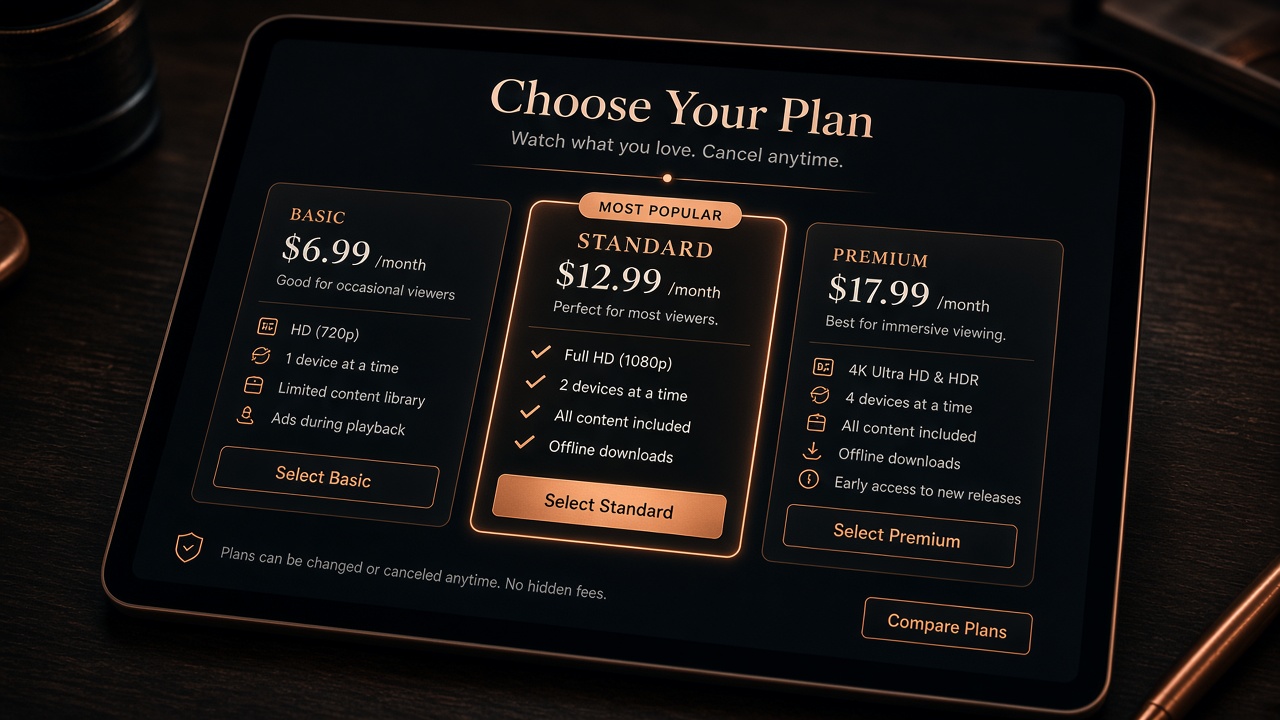 Choose Your Plan
Watch what you love. Cancel anytime.
BASIC
$6.99 /month
Good for occasional viewers
HD (720p)
1 device at a time
Limited content library
Ads during playback
Select Basic
MOST POPULAR
STANDARD
$12.99 /month
Perfect for most viewers.
Full HD (1080p)
2 devices at a time
All content included
Offline downloads
Select Standard
PREMIUM
$17.99 /month
Best for immersive viewing.
4K Ultra HD & HDR
4 devices at a time
All content included
Offline downloads
Early access to new releases
Select Premium
Plans can be changed or canceled anytime. No hidden fees.
Compare Plans